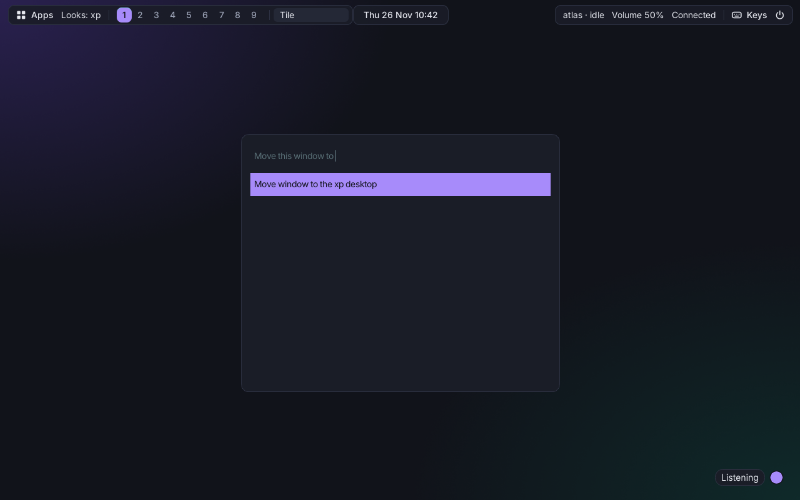 Apps Looks: xp 1 2 3 4 5 6 7 8 9 Tile Thu 26 Nov 10:42 atlas · idle Volume 50% Connected Keys
Move this window to
Move window to the xp desktop
Listening